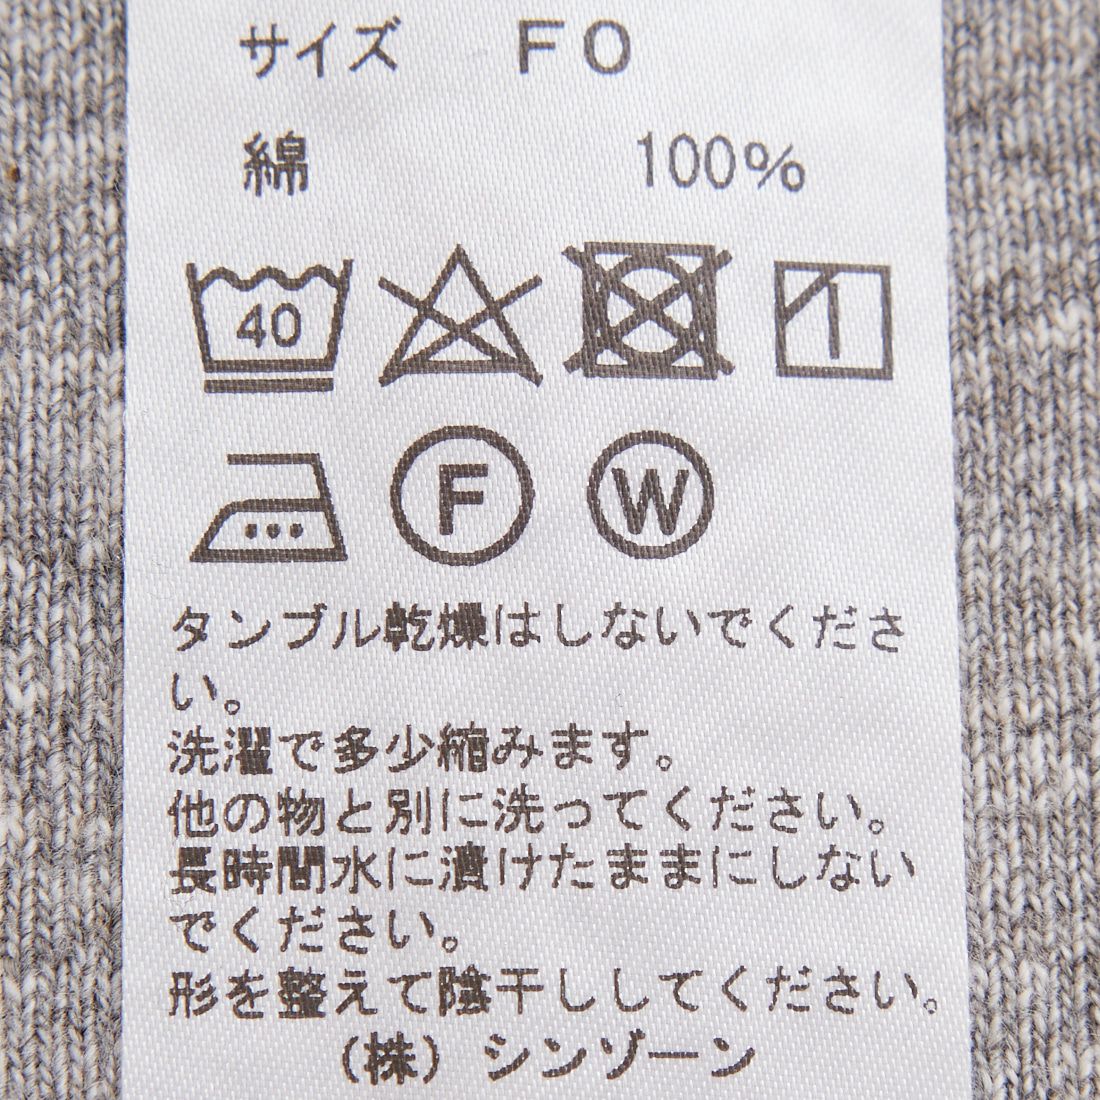 サイズ FO
綿 100%
40
F W
タンブル乾燥はしないでくださ
い。
洗濯で多少縮みます。
他の物と別に洗ってください。
長時間水に漬けたままにしない
でください。
形を整えて陰干ししてください。
(株) シンゾーン